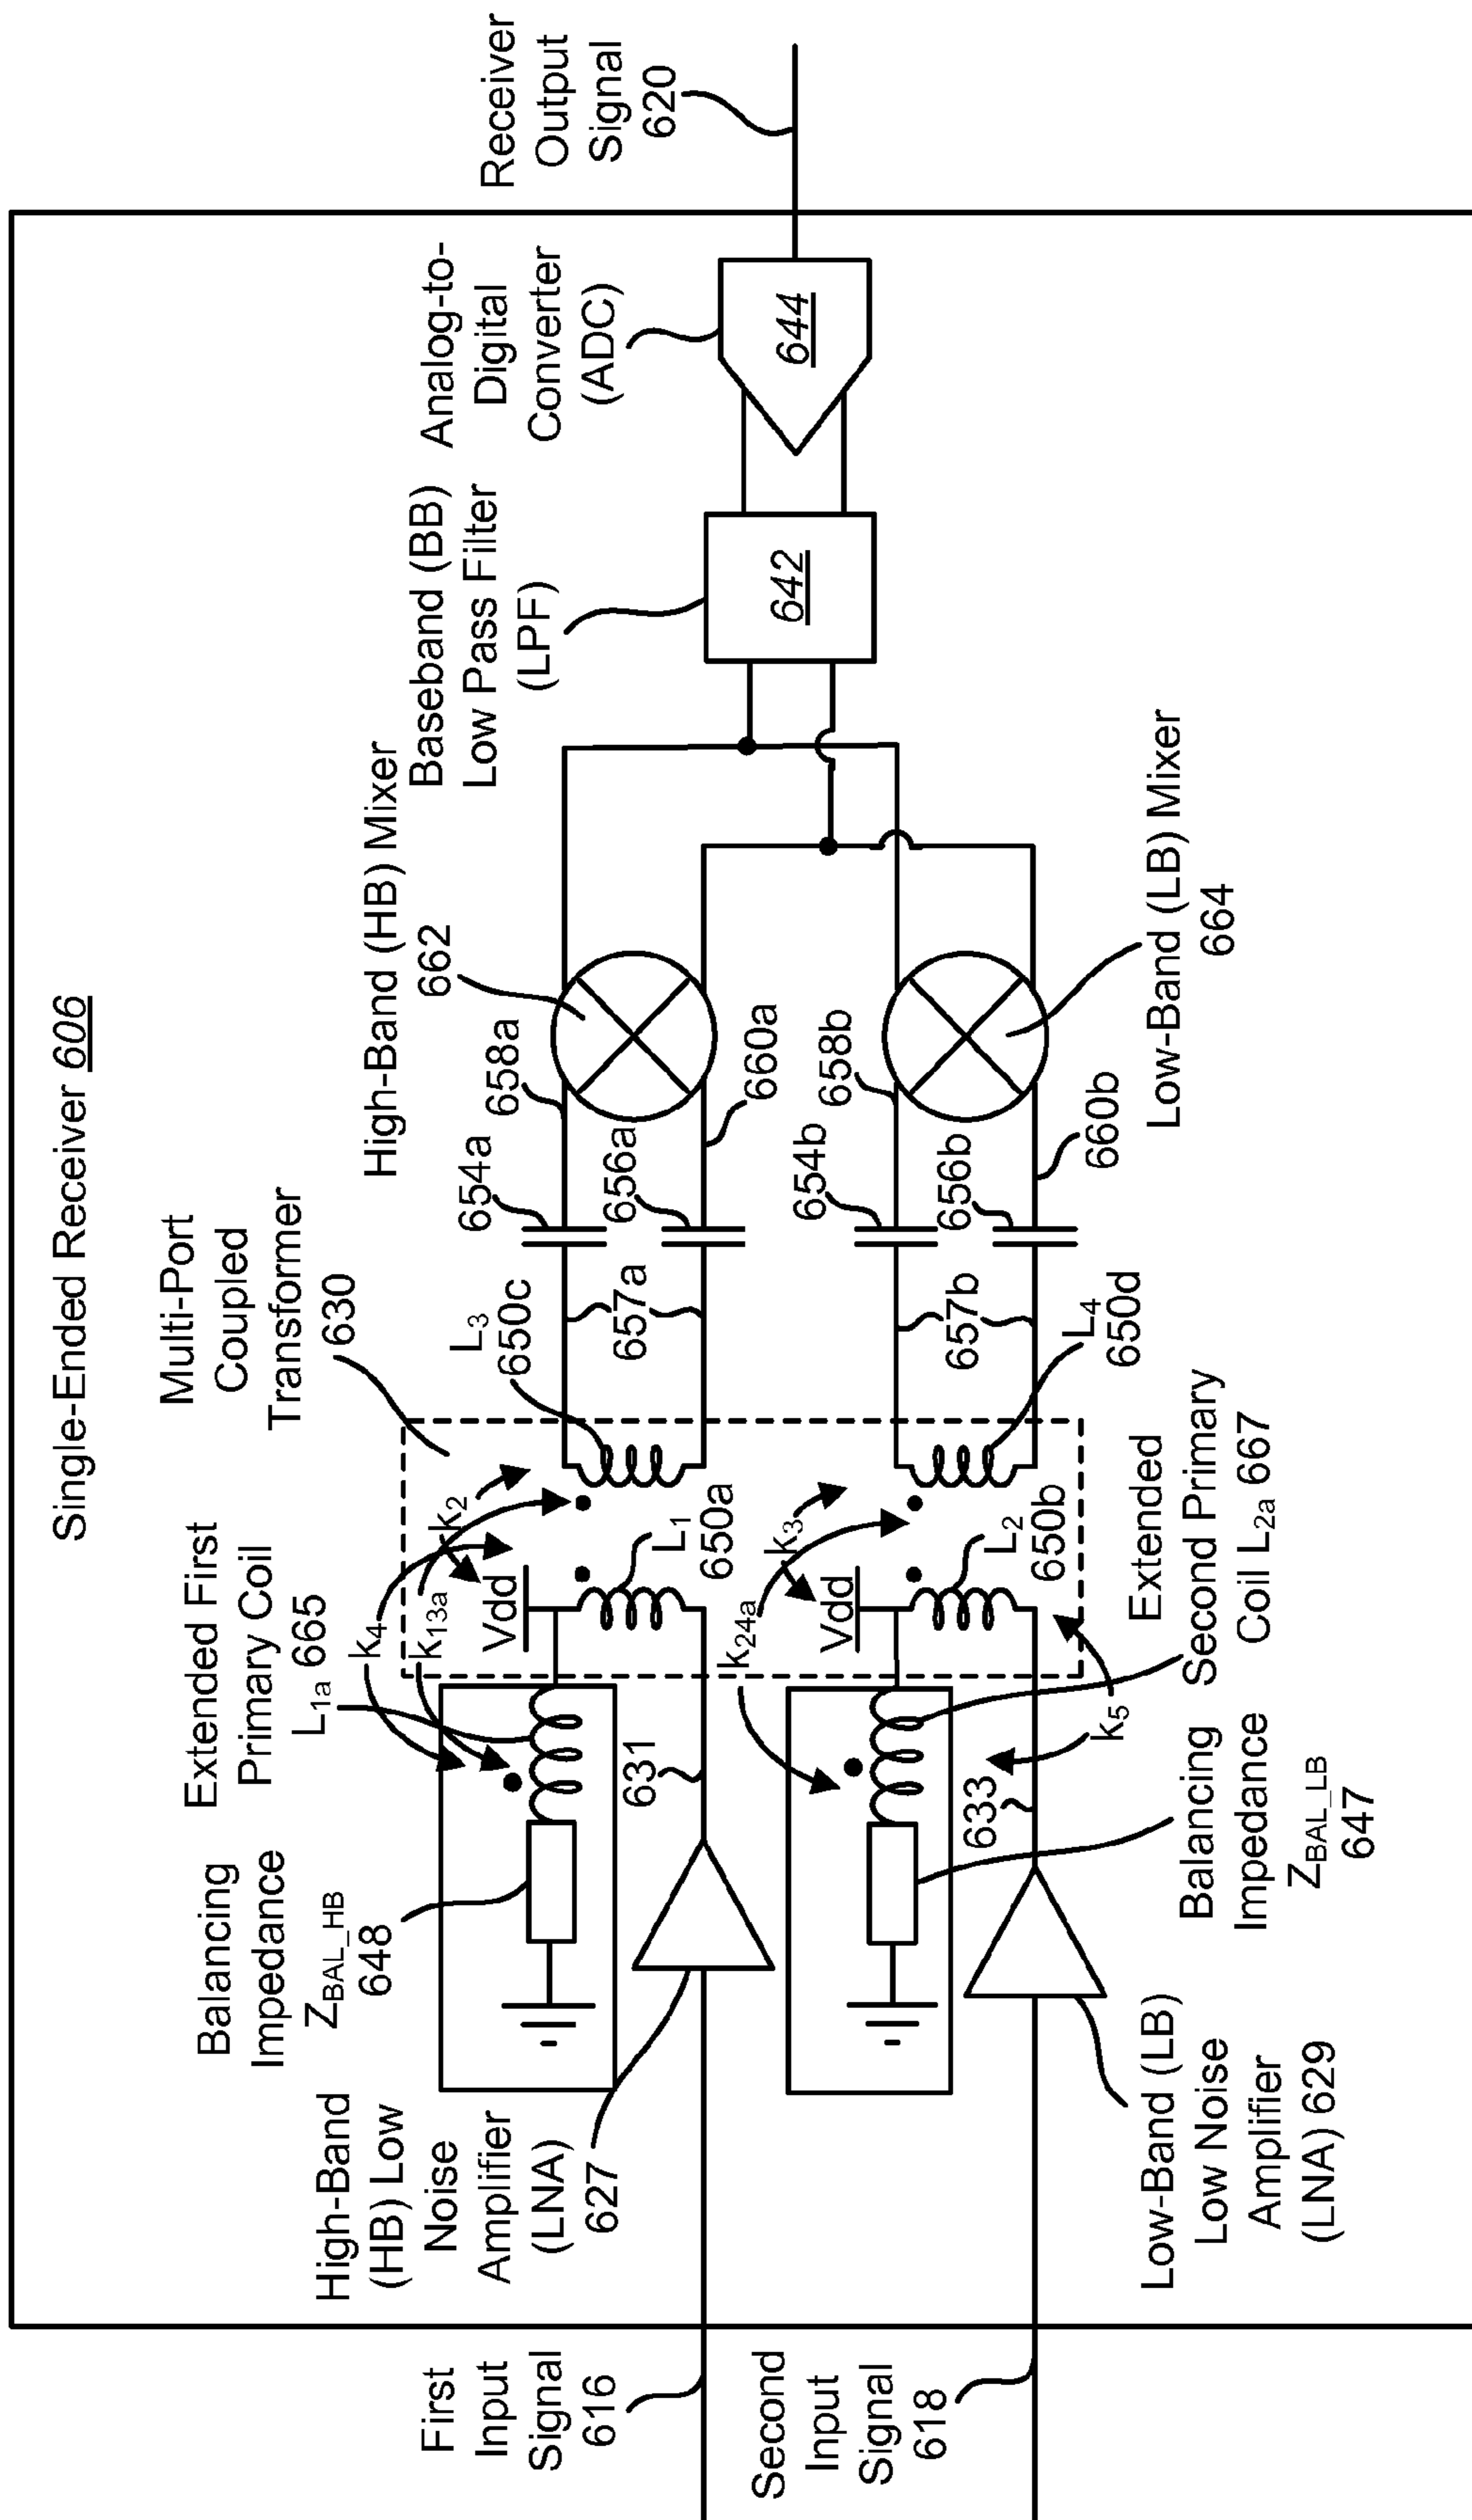 Single-Ended Receiver 606
Multi-Port
Coupled
Transformer
630
Extended First
Primary Coil
L1a 665
Balancing
Impedance
ZBAL_HB
648
High-Band
(HB) Low
Noise
Amplifier
(LNA)
627
First
Input
Signal
616
Second
Input
Signal
618
K4
K13a
K2
Vdd
L1
650a
L3
650c
657a
654a
656a
658a
660a
High-Band (HB) Mixer
662
Baseband (BB)
Low Pass Filter
(LPF)
642
Analog-to-
Digital
Converter
(ADC)
644
Receiver
Output
Signal
620
631
K24a
K3
Vdd
L2
650b
657b
L4
650d
654b
656b
658b
660b
Low-Band (LB) Mixer
664
633
K5
Extended
Second Primary
Coil L2a 667
Balancing
Impedance
ZBAL_LB
647
Low-Band (LB)
Low Noise
Amplifier
(LNA) 629